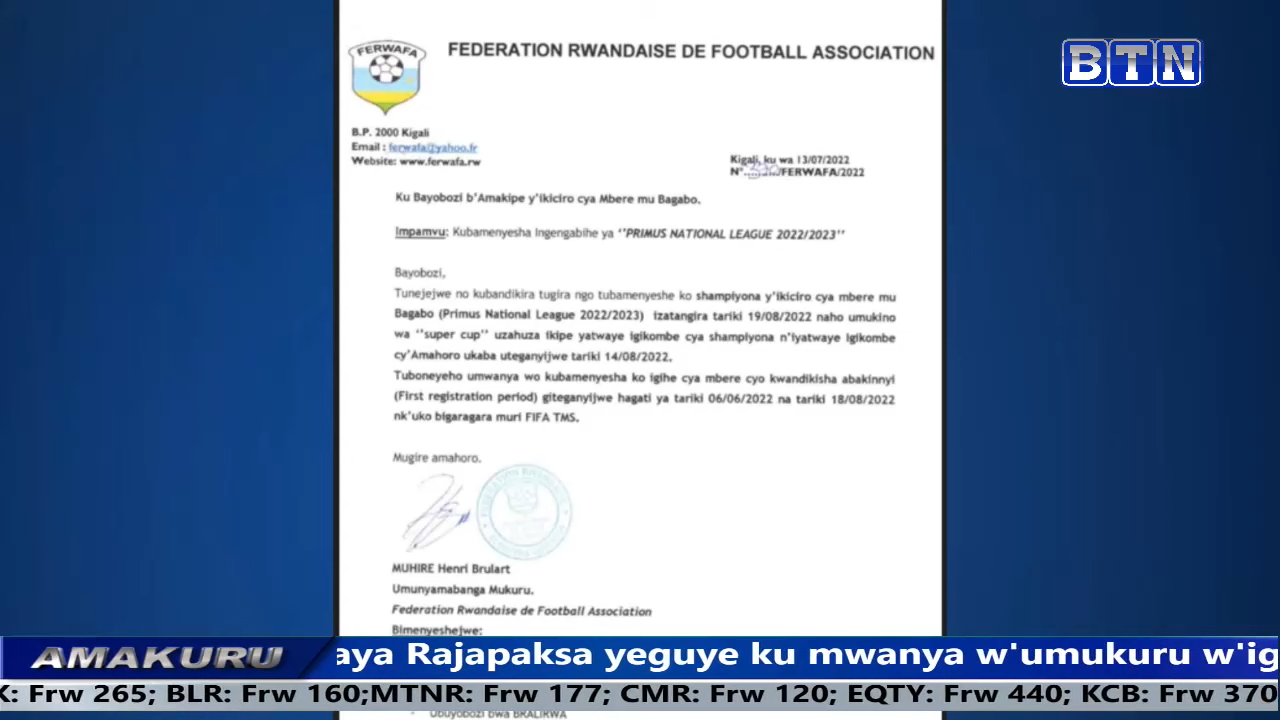 FERWAFA
FEDERATION RWANDAISE DE FOOTBALL ASSOCIATION
BTN
B.P. 2000 Kigali
Email : ferwafa@yahoo.fr
Website: www.ferwafa.rw
Kigali, ku wa 13/07/2022
N° /FERWAFA/2022
Ku Bayobozi b'Amakipe y'ikiciro cya Mbere mu Bagabo.
Impamvu: Kubamenyesha Ingengabihe ya ‘’PRIMUS NATIONAL LEAGUE 2022/2023’’
Bayobozi,
Tunejejwe no kubandikira tugira ngo tubamenyeshe ko shampiyona y'ikiciro cya mbere mu
Bagabo (Primus National League 2022/2023) izatangira tariki 19/08/2022 naho umukino
wa ‘’super cup’’ uzahuza ikipe yatwaye igikombe cya shampiyona n'iyatwaye Igikombe
cy'Amahoro ukaba uteganyijwe tariki 14/08/2022.
Tuboneyeho umwanya wo kubamenyesha ko igihe cya mbere cyo kwandikisha abakinnyi
(First registration period) giteganyijwe hagati ya tariki 06/06/2022 na tariki 18/08/2022
nk'uko bigaragara muri FIFA TMS.
Mugire amahoro.
MUHIRE Henri Brulart
Umunyamabanga Mukuru.
Federation Rwandaise de Football Association
Bimenyeshejwe:
AMAKURU
aya Rajapaksa yeguye ku mwanya w'umukuru w'ig
K: Frw 265; BLR: Frw 160;MTNR: Frw 177; CMR: Frw 120; EQTY: Frw 440; KCB: Frw 370
- Ubuyobozi bwa BRALIRWA